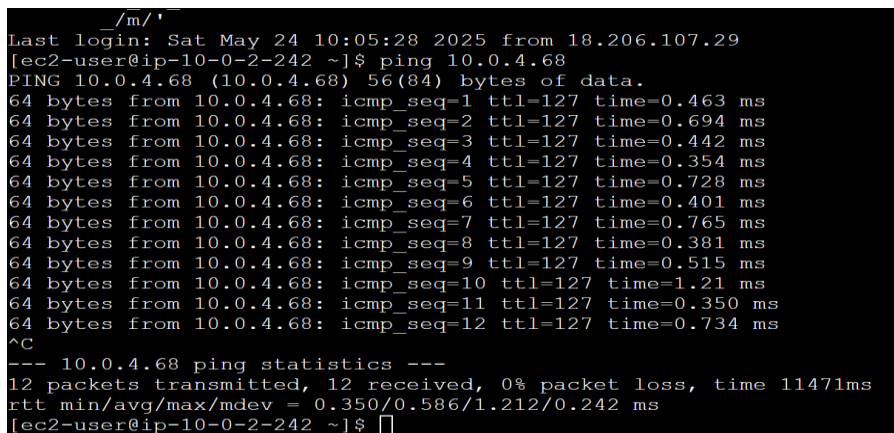 _/m/'
Last login: Sat May 24 10:05:28 2025 from 18.206.107.29
[ec2-user@ip-10-0-2-242 ~]$ ping 10.0.4.68
PING 10.0.4.68 (10.0.4.68) 56(84) bytes of data.
64 bytes from 10.0.4.68: icmp_seq=1 ttl=127 time=0.463 ms
64 bytes from 10.0.4.68: icmp_seq=2 ttl=127 time=0.694 ms
64 bytes from 10.0.4.68: icmp_seq=3 ttl=127 time=0.442 ms
64 bytes from 10.0.4.68: icmp_seq=4 ttl=127 time=0.354 ms
64 bytes from 10.0.4.68: icmp_seq=5 ttl=127 time=0.728 ms
64 bytes from 10.0.4.68: icmp_seq=6 ttl=127 time=0.401 ms
64 bytes from 10.0.4.68: icmp_seq=7 ttl=127 time=0.765 ms
64 bytes from 10.0.4.68: icmp_seq=8 ttl=127 time=0.381 ms
64 bytes from 10.0.4.68: icmp_seq=9 ttl=127 time=0.515 ms
64 bytes from 10.0.4.68: icmp_seq=10 ttl=127 time=1.21 ms
64 bytes from 10.0.4.68: icmp_seq=11 ttl=127 time=0.350 ms
64 bytes from 10.0.4.68: icmp_seq=12 ttl=127 time=0.734 ms
^C
--- 10.0.4.68 ping statistics ---
12 packets transmitted, 12 received, 0% packet loss, time 11471ms
rtt min/avg/max/mdev = 0.350/0.586/1.212/0.242 ms
[ec2-user@ip-10-0-2-242 ~]$